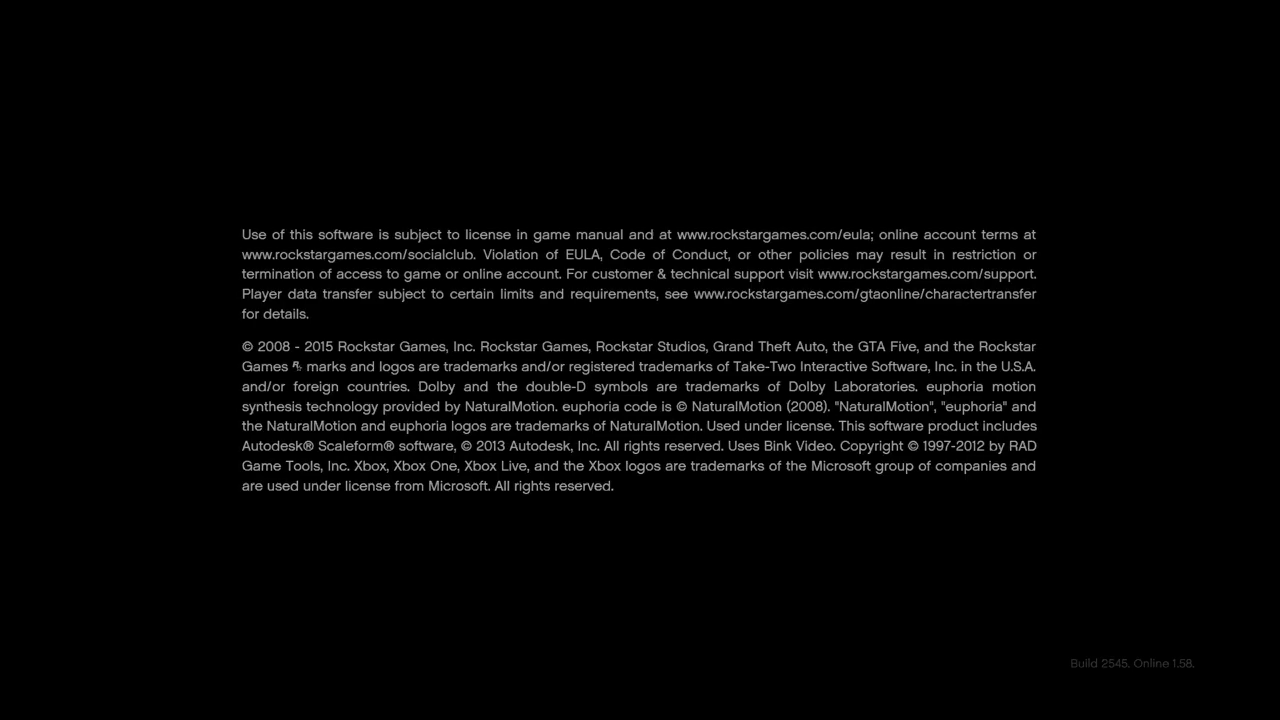 Use of this software is subject to license in game manual and at www.rockstargames.com/eula; online account terms at
www.rockstargames.com/socialclub. Violation of EULA, Code of Conduct, or other policies may result in restriction or
termination of access to game or online account. For customer & technical support visit www.rockstargames.com/support.
Player data transfer subject to certain limits and requirements, see www.rockstargames.com/gtaonline/charactertransfer
for details.
© 2008 - 2015 Rockstar Games, Inc. Rockstar Games, Rockstar Studios, Grand Theft Auto, the GTA Five, and the Rockstar
Games R* marks and logos are trademarks and/or registered trademarks of Take-Two Interactive Software, Inc. in the U.S.A.
and/or foreign countries. Dolby and the double-D symbols are trademarks of Dolby Laboratories. euphoria motion
synthesis technology provided by NaturalMotion. euphoria code is © NaturalMotion (2008). "NaturalMotion", "euphoria" and
the NaturalMotion and euphoria logos are trademarks of NaturalMotion. Used under license. This software product includes
Autodesk® Scaleform® software, © 2013 Autodesk, Inc. All rights reserved. Uses Bink Video. Copyright © 1997-2012 by RAD
Game Tools, Inc. Xbox, Xbox One, Xbox Live, and the Xbox logos are trademarks of the Microsoft group of companies and
are used under license from Microsoft. All rights reserved.
Build 2545. Online 1.58.